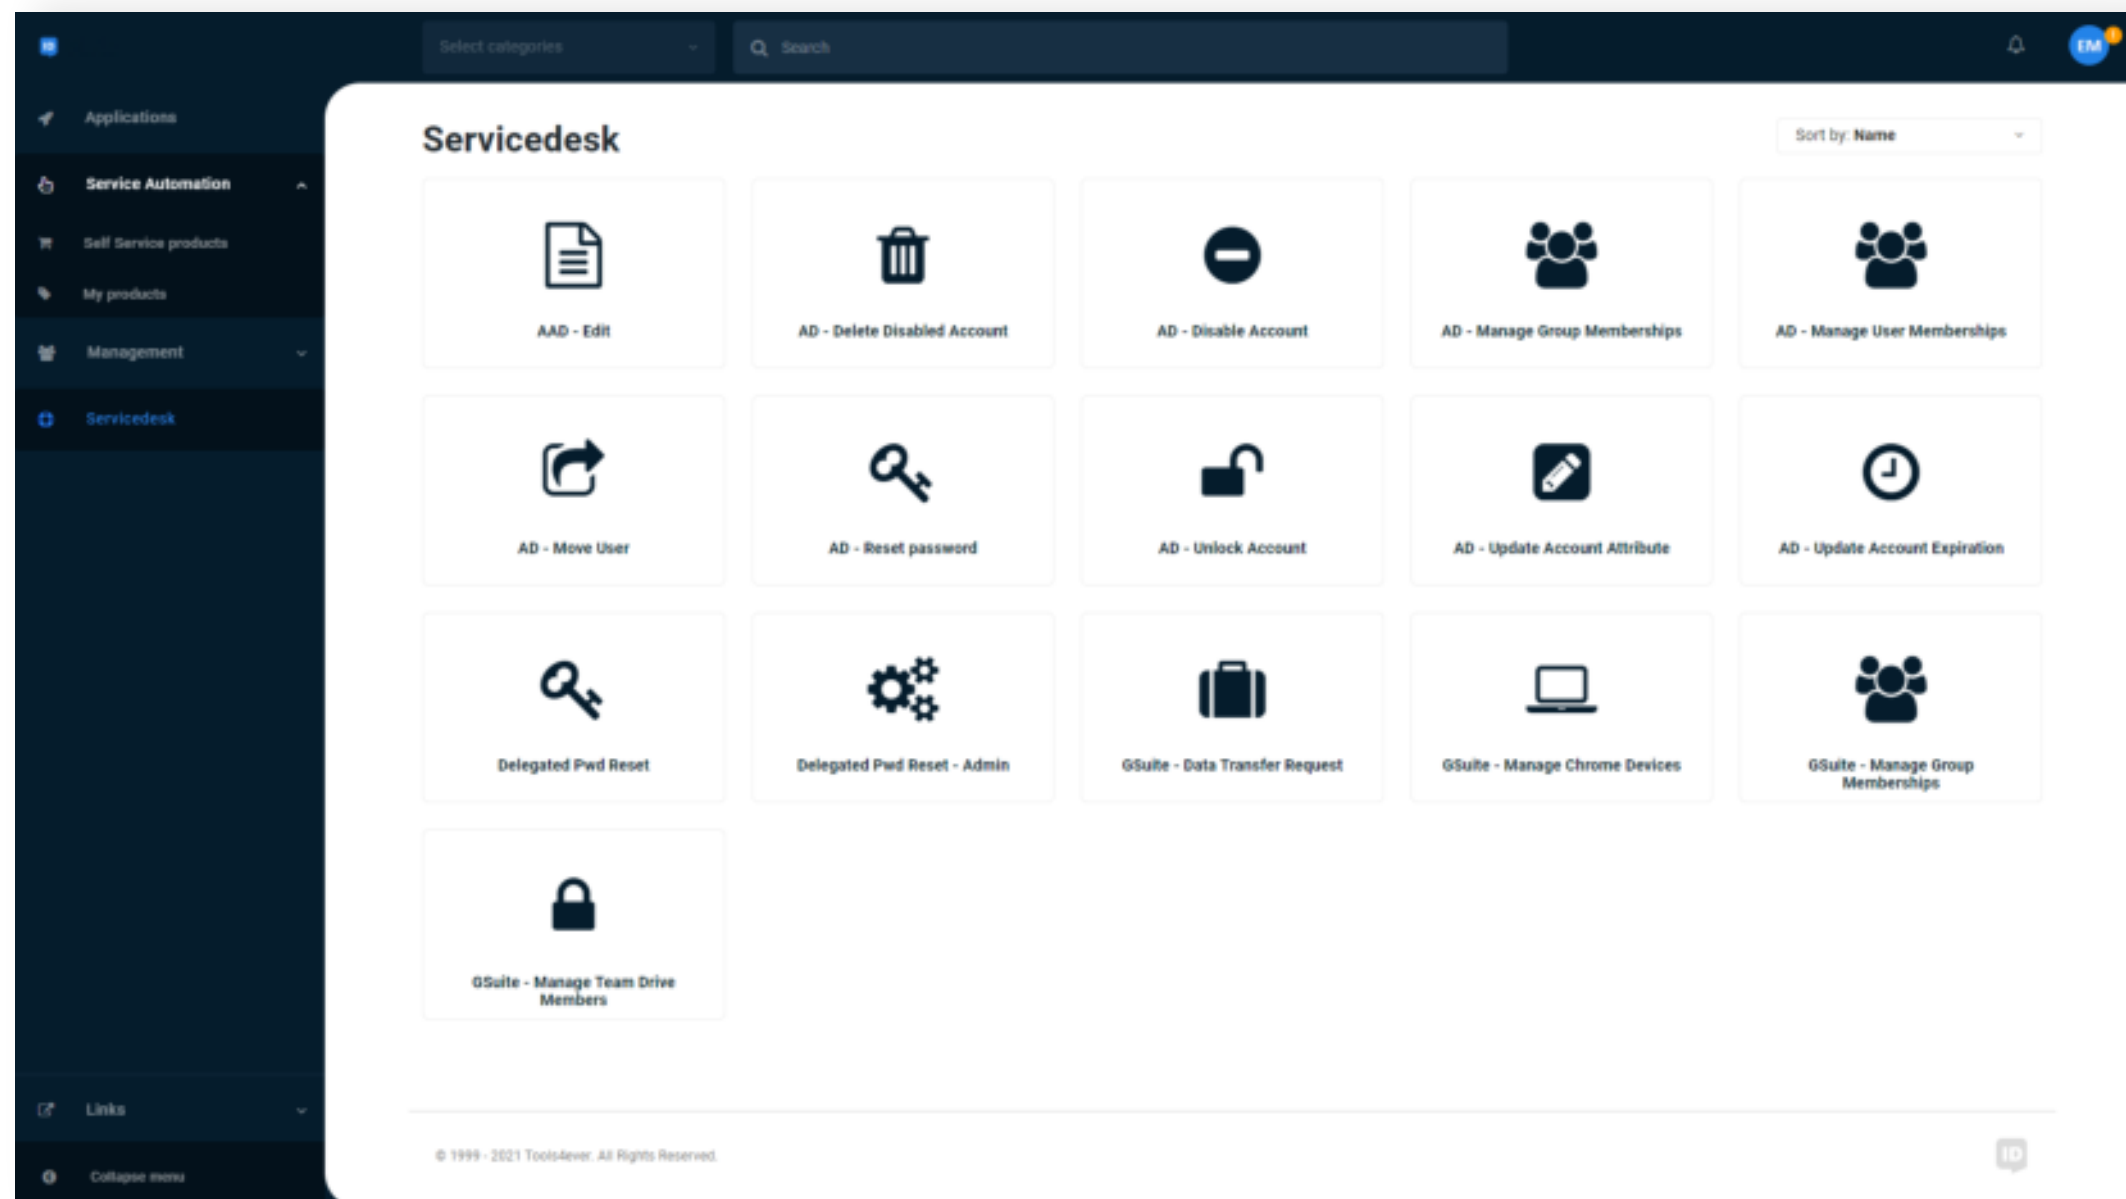 Select categories
Search
EM
Applications
Service Automation
Self Service products
My products
Management
Servicedesk
Servicedesk
Sort by: Name
AAD - Edit
AD - Delete Disabled Account
AD - Disable Account
AD - Manage Group Memberships
AD - Manage User Memberships
AD - Move User
AD - Reset password
AD - Unlock Account
AD - Update Account Attribute
AD - Update Account Expiration
Delegated Pwd Reset
Delegated Pwd Reset - Admin
GSuite - Data Transfer Request
GSuite - Manage Chrome Devices
GSuite - Manage Group
Memberships
GSuite - Manage Team Drive
Members
Links
Collapse menu
© 1999 - 2021 Tools4ever. All Rights Reserved.
ID